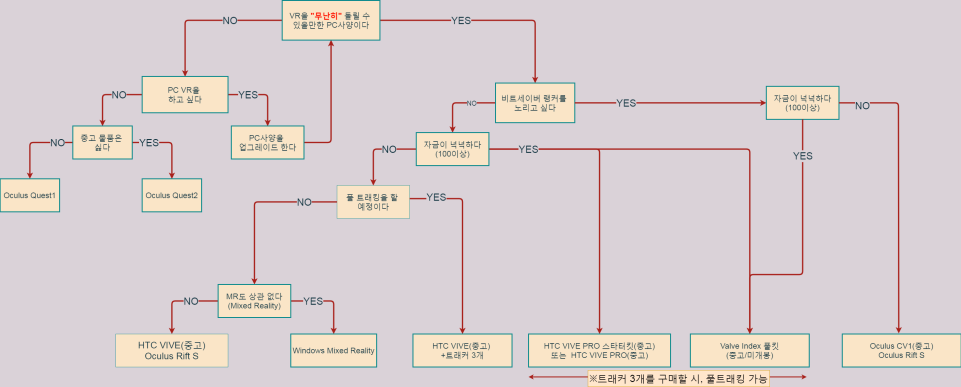 VR을 "무난히" 돌릴 수
있을만한 PC사양이다
NO
YES
PC VR을
하고 싶다
NO
YES
중고 물품은
싫다
PC사양을
업그레이드 한다
NO
YES
Oculus Quest1
Oculus Quest2
비트세이버 랭커를
노리고 싶다
NO
YES
자금이 넉넉하다
(100이상)
NO
YES
자금이 넉넉하다
(100이상)
NO
YES
풀 트래킹을 할
예정이다
NO
YES
MR도 상관 없다
(Mixed Reality)
NO
YES
HTC VIVE(중고)
Oculus Rift S
Windows Mixed Reality
HTC VIVE(중고)
+트래커 3개
HTC VIVE PRO 스타터킷(중고)
또는 HTC VIVE PRO(중고)
Valve Index 풀킷
(중고/미개봉)
Oculus CV1(중고)
Oculus Rift S
※트래커 3개를 구매할 시, 풀트래킹 가능